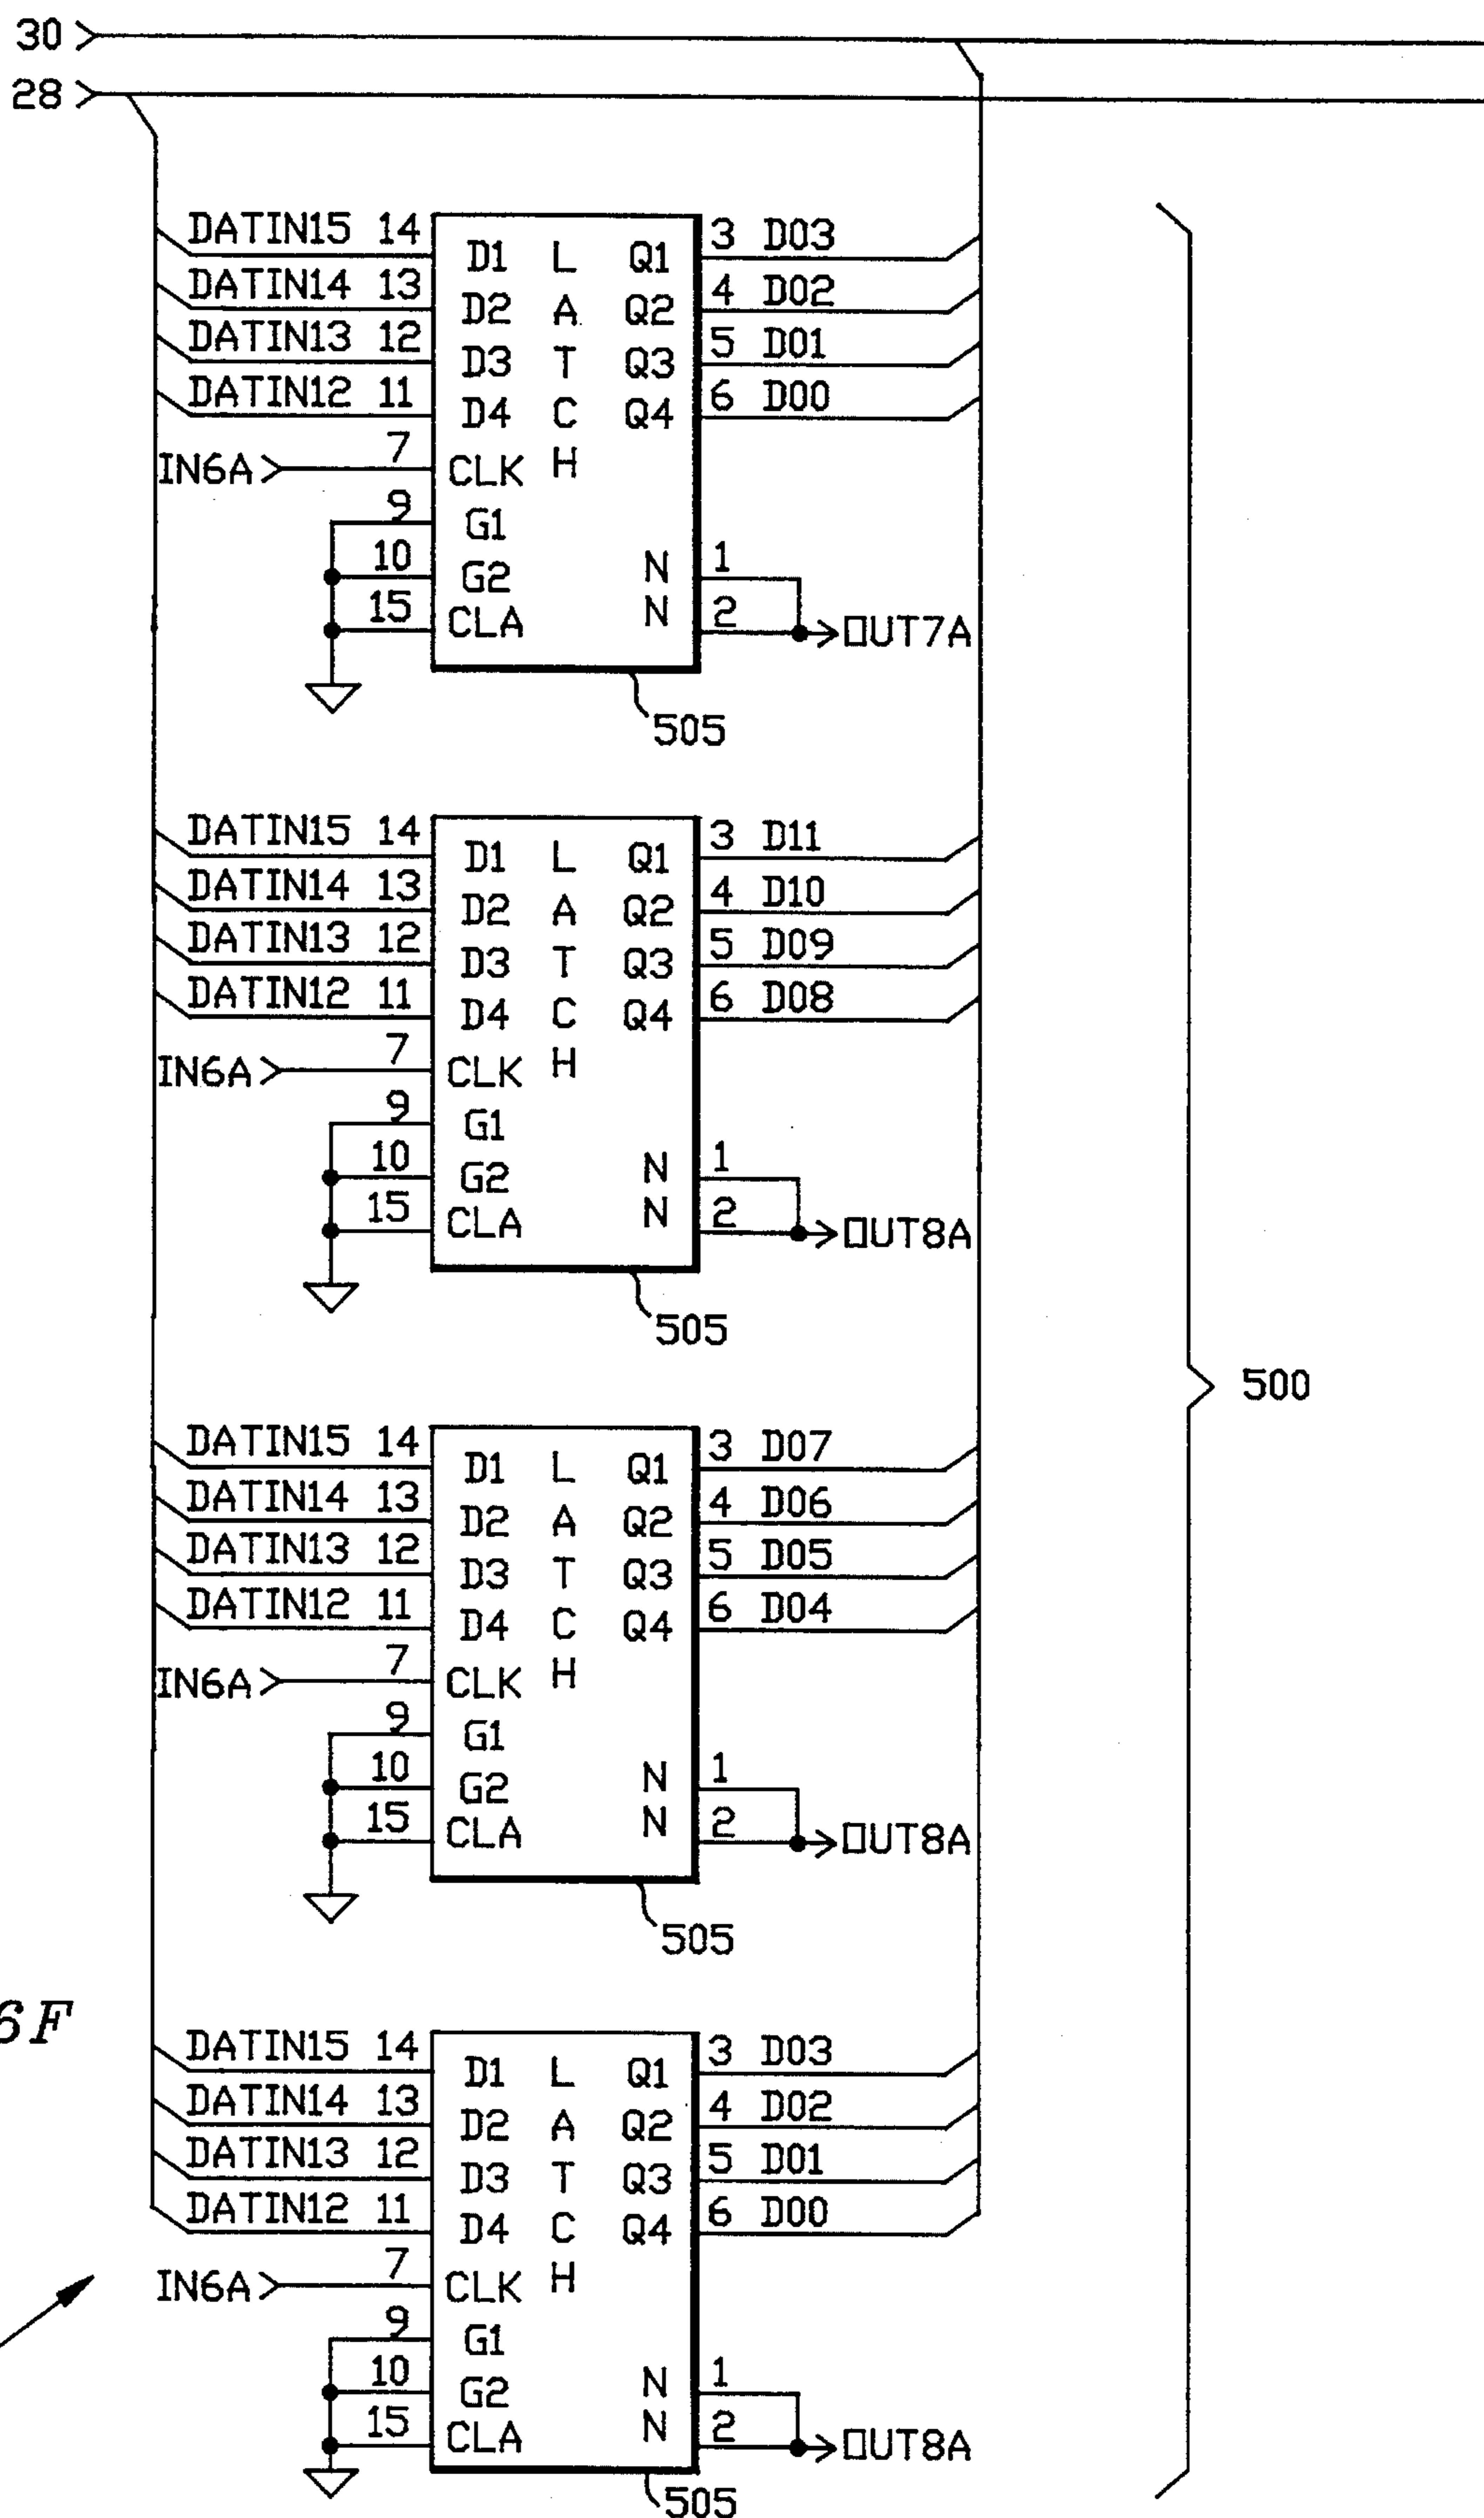 30
28
DATIN15 14 D1 L Q1 3 D03
DATIN14 13 D2 A Q2 4 D02
DATIN13 12 D3 T Q3 5 D01
DATIN12 11 D4 C Q4 6 D00
IN6A 7 CLK H
9 G1
10 G2 N 1
15 CLA N 2 OUT7A
505
DATIN15 14 D1 L Q1 3 D11
DATIN14 13 D2 A Q2 4 D10
DATIN13 12 D3 T Q3 5 D09
DATIN12 11 D4 C Q4 6 D08
IN6A 7 CLK H
9 G1
10 G2 N 1
15 CLA N 2 OUT8A
505
500
DATIN15 14 D1 L Q1 3 D07
DATIN14 13 D2 A Q2 4 D06
DATIN13 12 D3 T Q3 5 D05
DATIN12 11 D4 C Q4 6 D04
IN6A 7 CLK H
9 G1
10 G2 N 1
15 CLA N 2 OUT8A
505
6F
DATIN15 14 D1 L Q1 3 D03
DATIN14 13 D2 A Q2 4 D02
DATIN13 12 D3 T Q3 5 D01
DATIN12 11 D4 C Q4 6 D00
IN6A 7 CLK H
9 G1
10 G2 N 1
15 CLA N 2 OUT8A
505